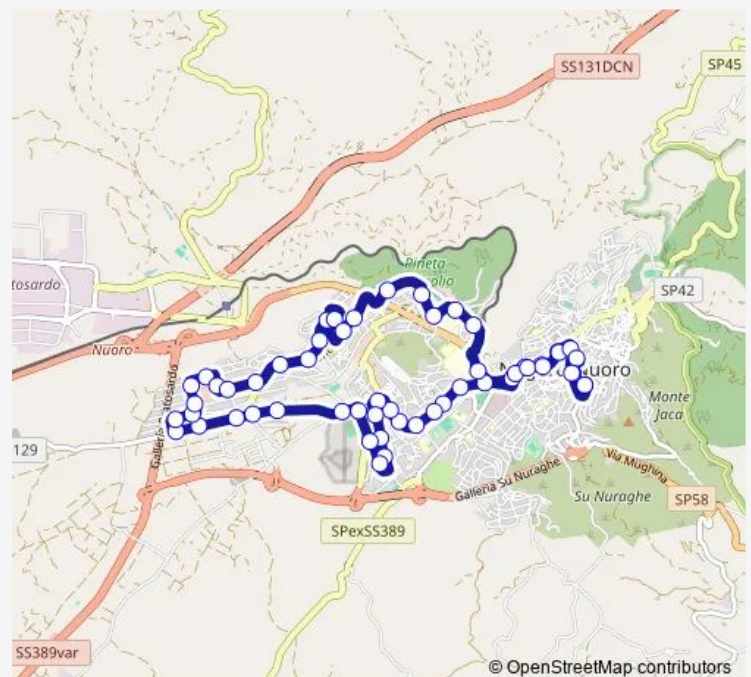 SS131DCN
SP45
Pineta
SP42
Nuoro
Nuoro
Monte
Jaca
129
Galleria Su Nuraghe
Via Mughina
Su Nuraghe
SP58
SPexSS389
SS389var
© OpenStreetMap contributors